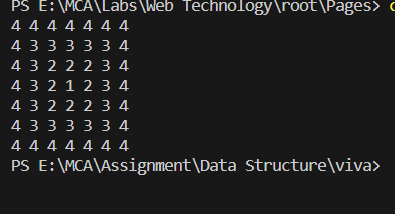 PS E:\MCA\Labs\Web Technology\root\Pages>
4 4 4 4 4 4 4
4 3 3 3 3 3 4
4 3 2 2 2 3 4
4 3 2 1 2 3 4
4 3 2 2 2 3 4
4 3 3 3 3 3 4
4 4 4 4 4 4 4
PS E:\MCA\Assignment\Data Structure\viva>